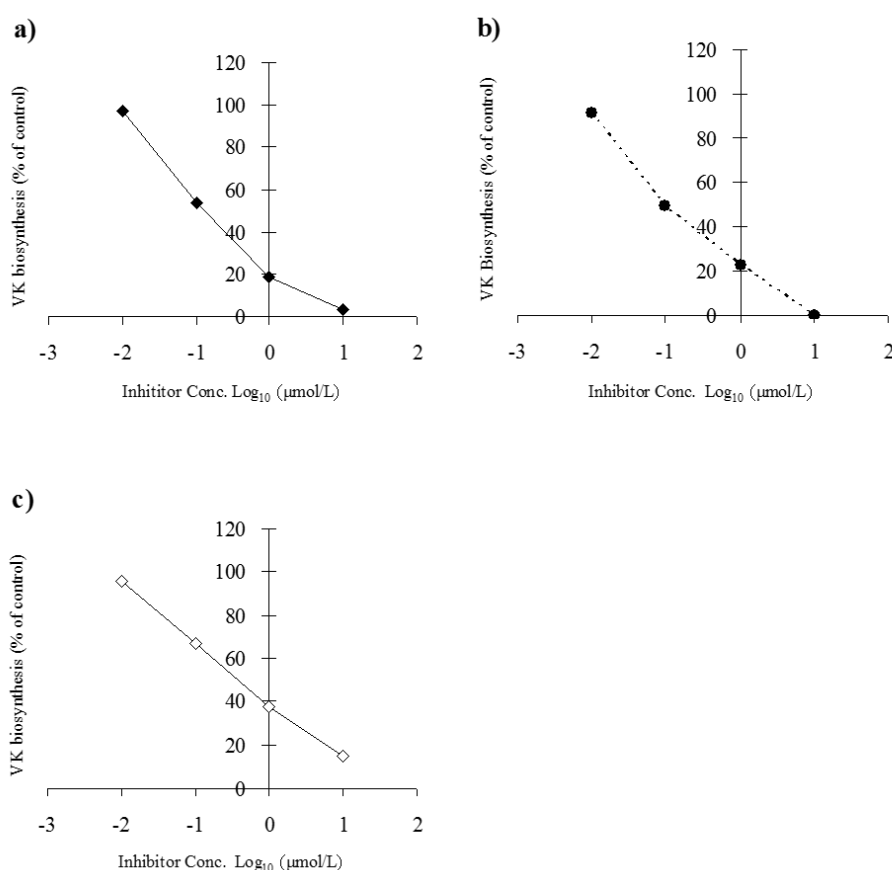 a)
VK biosynthesis (% of control)
120
100
80
60
40
20
0
-3 -2 -1 0 1 2
Inhititor Conc. Log10 (μmol/L)
b)
VK Biosynthesis (% of control)
120
100
80
60
40
20
0
-3 -2 -1 0 1 2
Inhibitor Conc. Log10 (μmol/L)
c)
VK biosynthesis (% of control)
120
100
80
60
40
20
0
-3 -2 -1 0 1 2
Inhibitor Conc. Log10 (μmol/L)